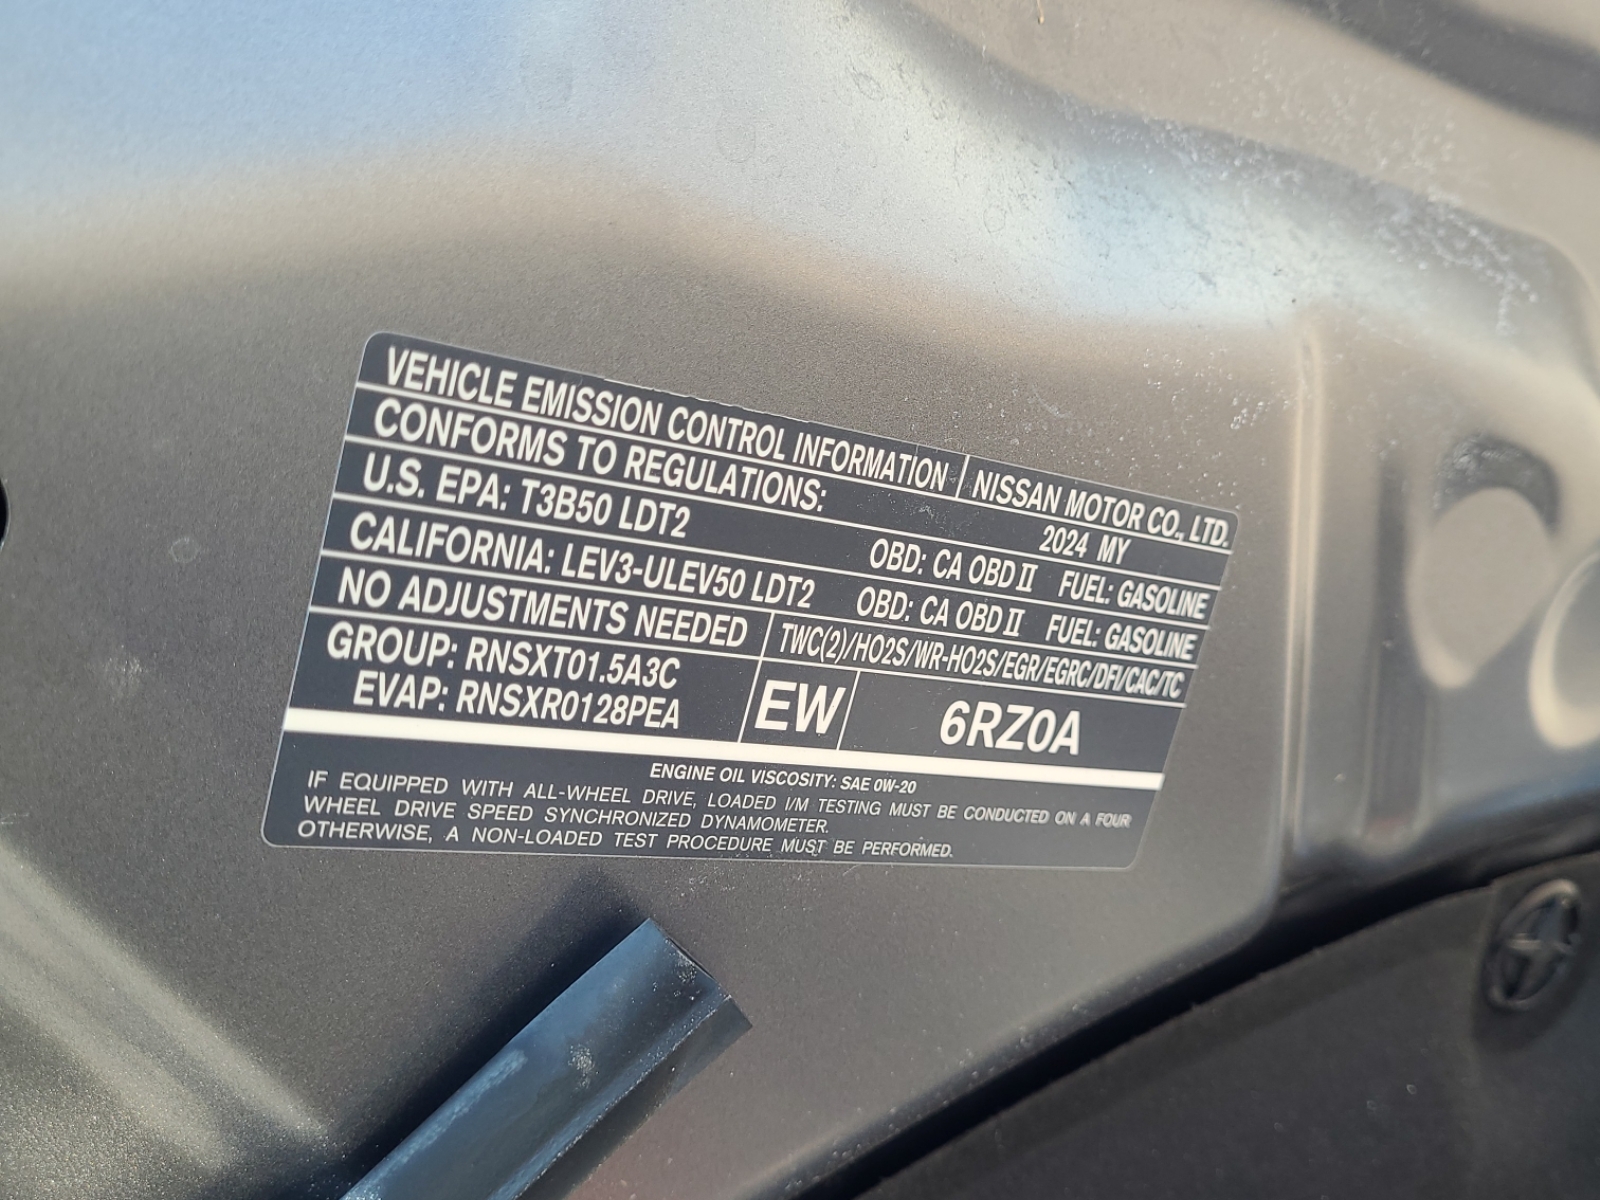 VEHICLE EMISSION CONTROL INFORMATION NISSAN MOTOR CO., LTD.
CONFORMS TO REGULATIONS: 2024 MY
U.S. EPA: T3B50 LDT2 OBD: CA OBD II FUEL: GASOLINE
CALIFORNIA: LEV3-ULEV50 LDT2 OBD: CA OBD II FUEL: GASOLINE
NO ADJUSTMENTS NEEDED TWC(2)/HO2S/WR-HO2S/EGR/EGRC/DFI/CAC/TC
GROUP: RNSXT01.5A3C
EVAP: RNSXR0128PEA
EW 6RZ0A
ENGINE OIL VISCOSITY: SAE 0W-20
IF EQUIPPED WITH ALL-WHEEL DRIVE, LOADED I/M TESTING MUST BE CONDUCTED ON A FOUR
WHEEL DRIVE SPEED SYNCHRONIZED DYNAMOMETER.
OTHERWISE, A NON-LOADED TEST PROCEDURE MUST BE PERFORMED.